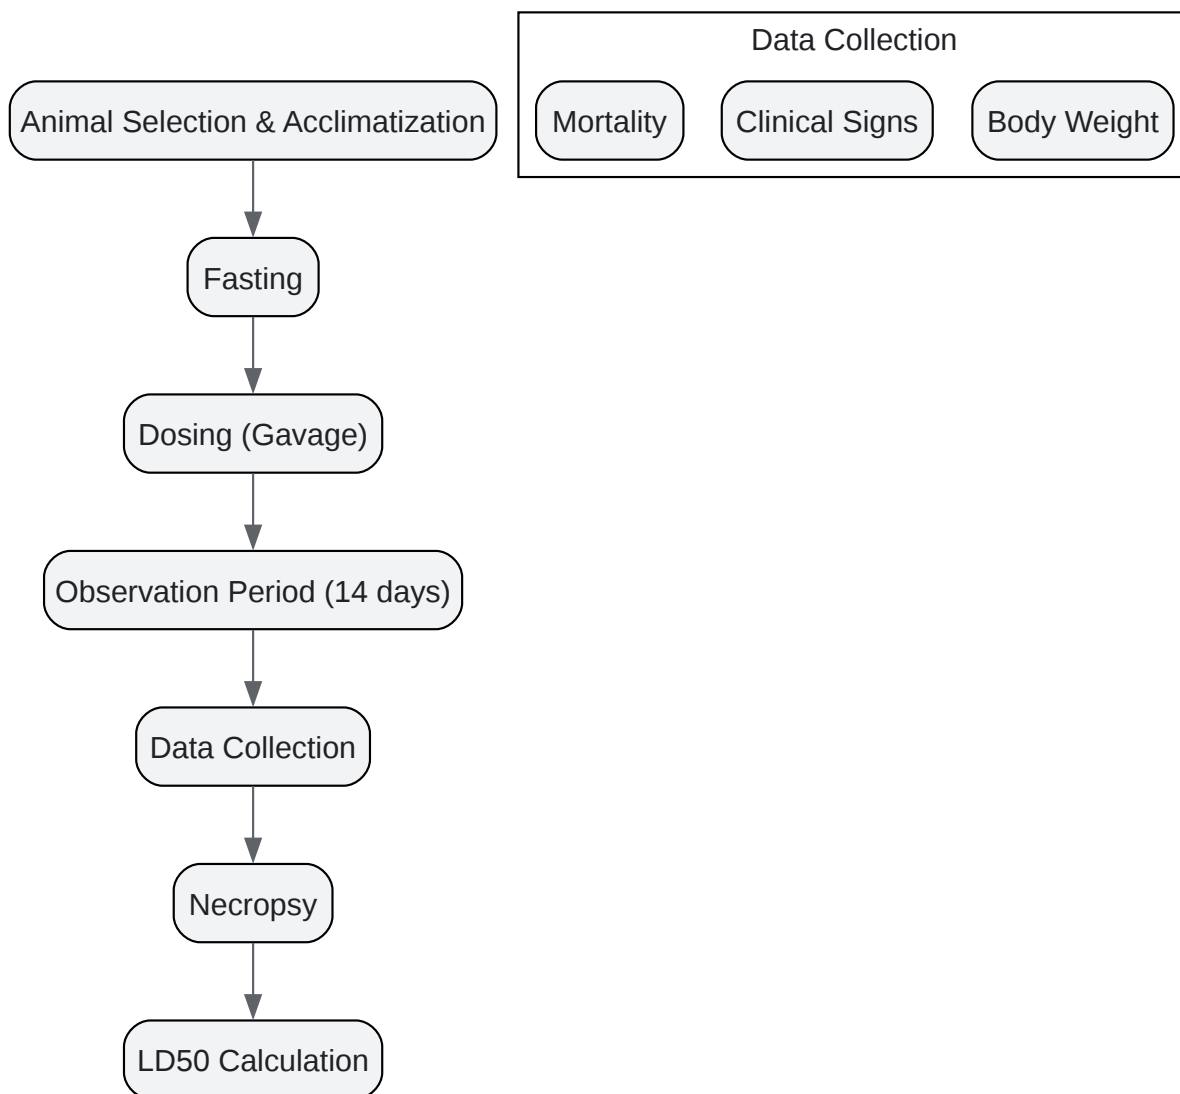 Data Collection
Animal Selection & Acclimatization
Mortality
Clinical Signs
Body Weight
Fasting
Dosing (Gavage)
Observation Period (14 days)
Data Collection
Necropsy
LD50 Calculation